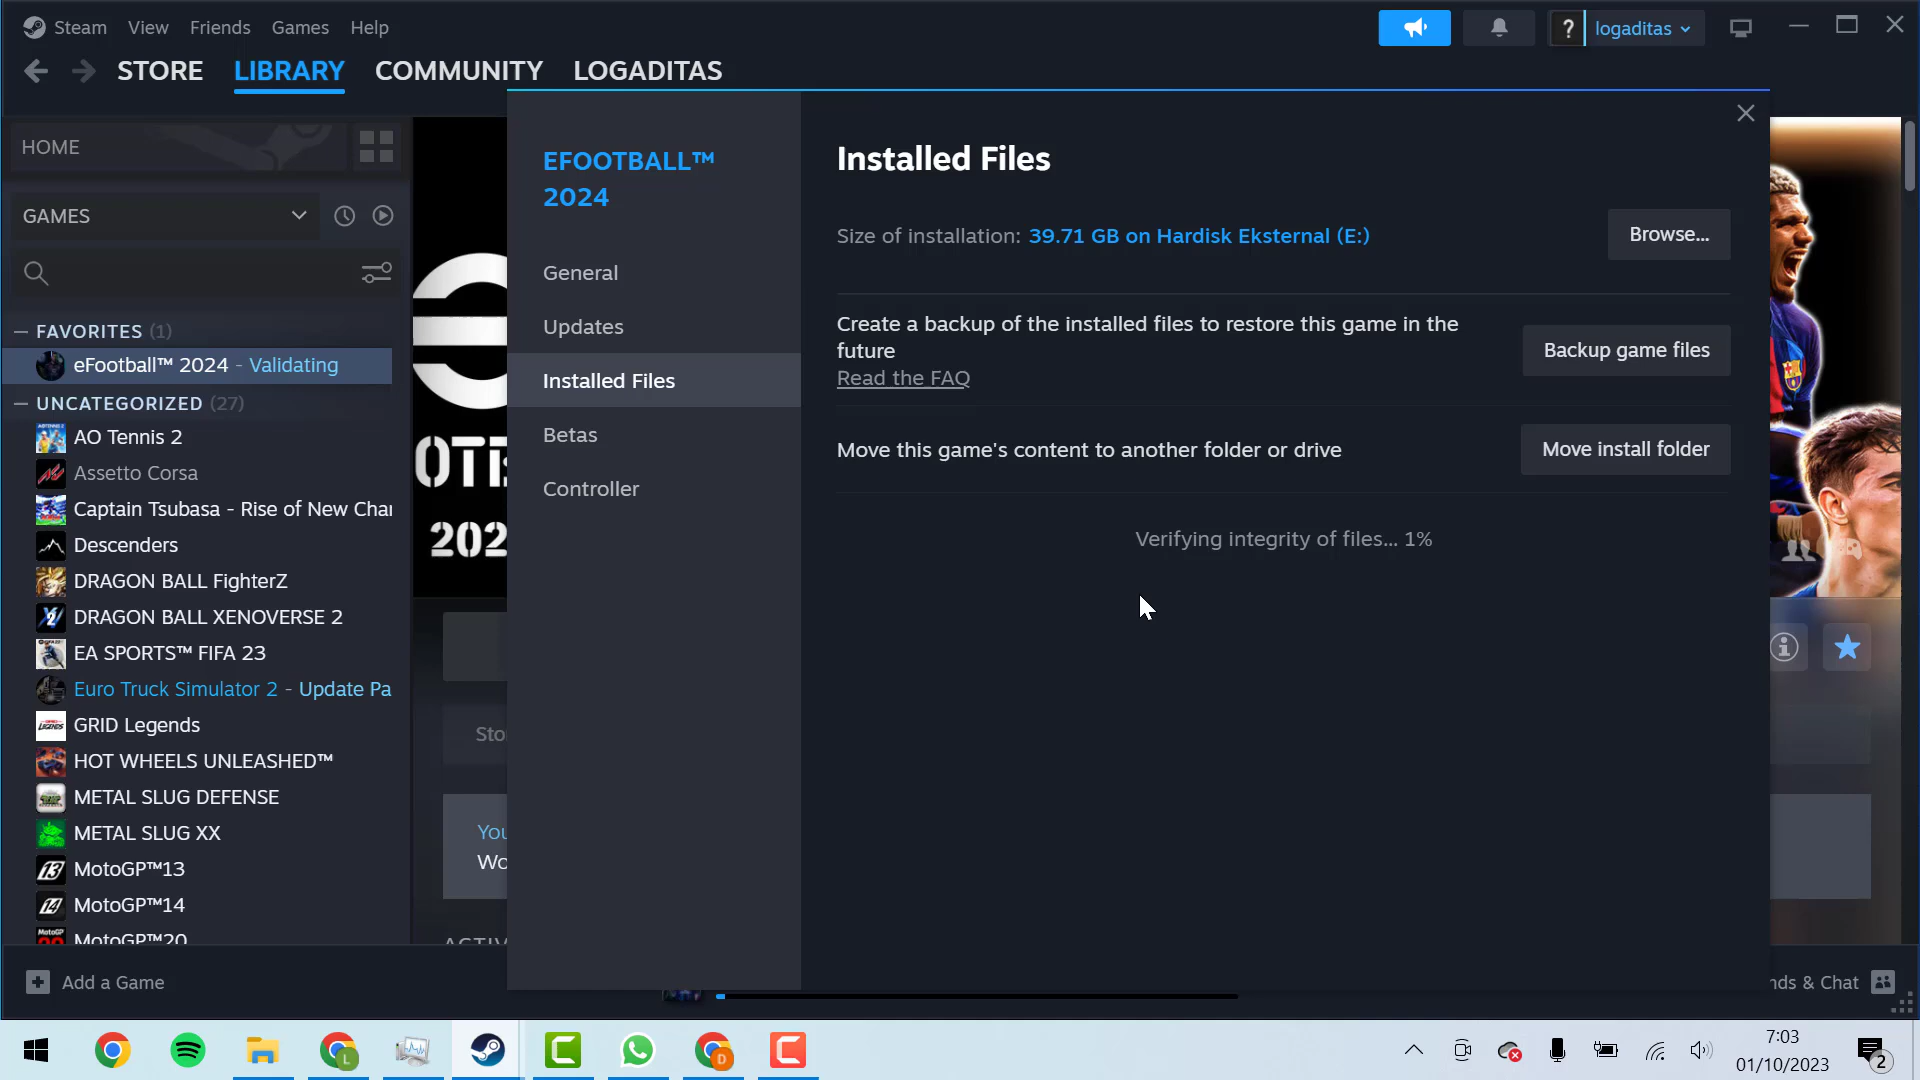 Steam View Friends Games Help
? logaditas
STORE LIBRARY COMMUNITY LOGADITAS
HOME
GAMES
— FAVORITES (1)
eFootball™ 2024 - Validating
— UNCATEGORIZED (27)
AO Tennis 2
Assetto Corsa
Captain Tsubasa - Rise of New Char
Descenders
DRAGON BALL FighterZ
DRAGON BALL XENOVERSE 2
EA SPORTS™ FIFA 23
Euro Truck Simulator 2 - Update Pa
GRID Legends
HOT WHEELS UNLEASHED™
METAL SLUG DEFENSE
METAL SLUG XX
MotoGP™13
MotoGP™14
MotoGP™20
Add a Game
202
Sto
You
Wo
EFOOTBALL™
2024
General
Updates
Installed Files
Betas
Controller
Installed Files
Size of installation: 39.71 GB on Hardisk Eksternal (E:)
Browse...
Create a backup of the installed files to restore this game in the
future
Read the FAQ
Backup game files
Move this game's content to another folder or drive
Move install folder
Verifying integrity of files... 1%
nds & Chat
7:03
01/10/2023
2